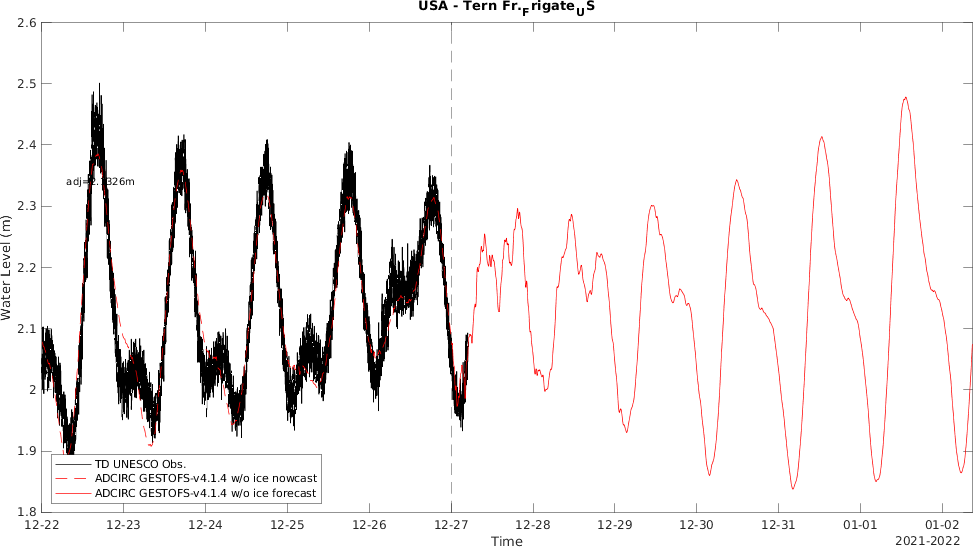 USA - Tern Fr.FrigateUS
2.6
2.5
2.4
adj=2.1326m
2.3
2.2
2.1
2
1.9
1.8
Water Level (m)
TD UNESCO Obs.
ADCIRC GESTOFS-v4.1.4 w/o ice nowcast
ADCIRC GESTOFS-v4.1.4 w/o ice forecast
12-22 12-23 12-24 12-25 12-26 12-27 12-28 12-29 12-30 12-31 01-01 01-02
Time
2021-2022